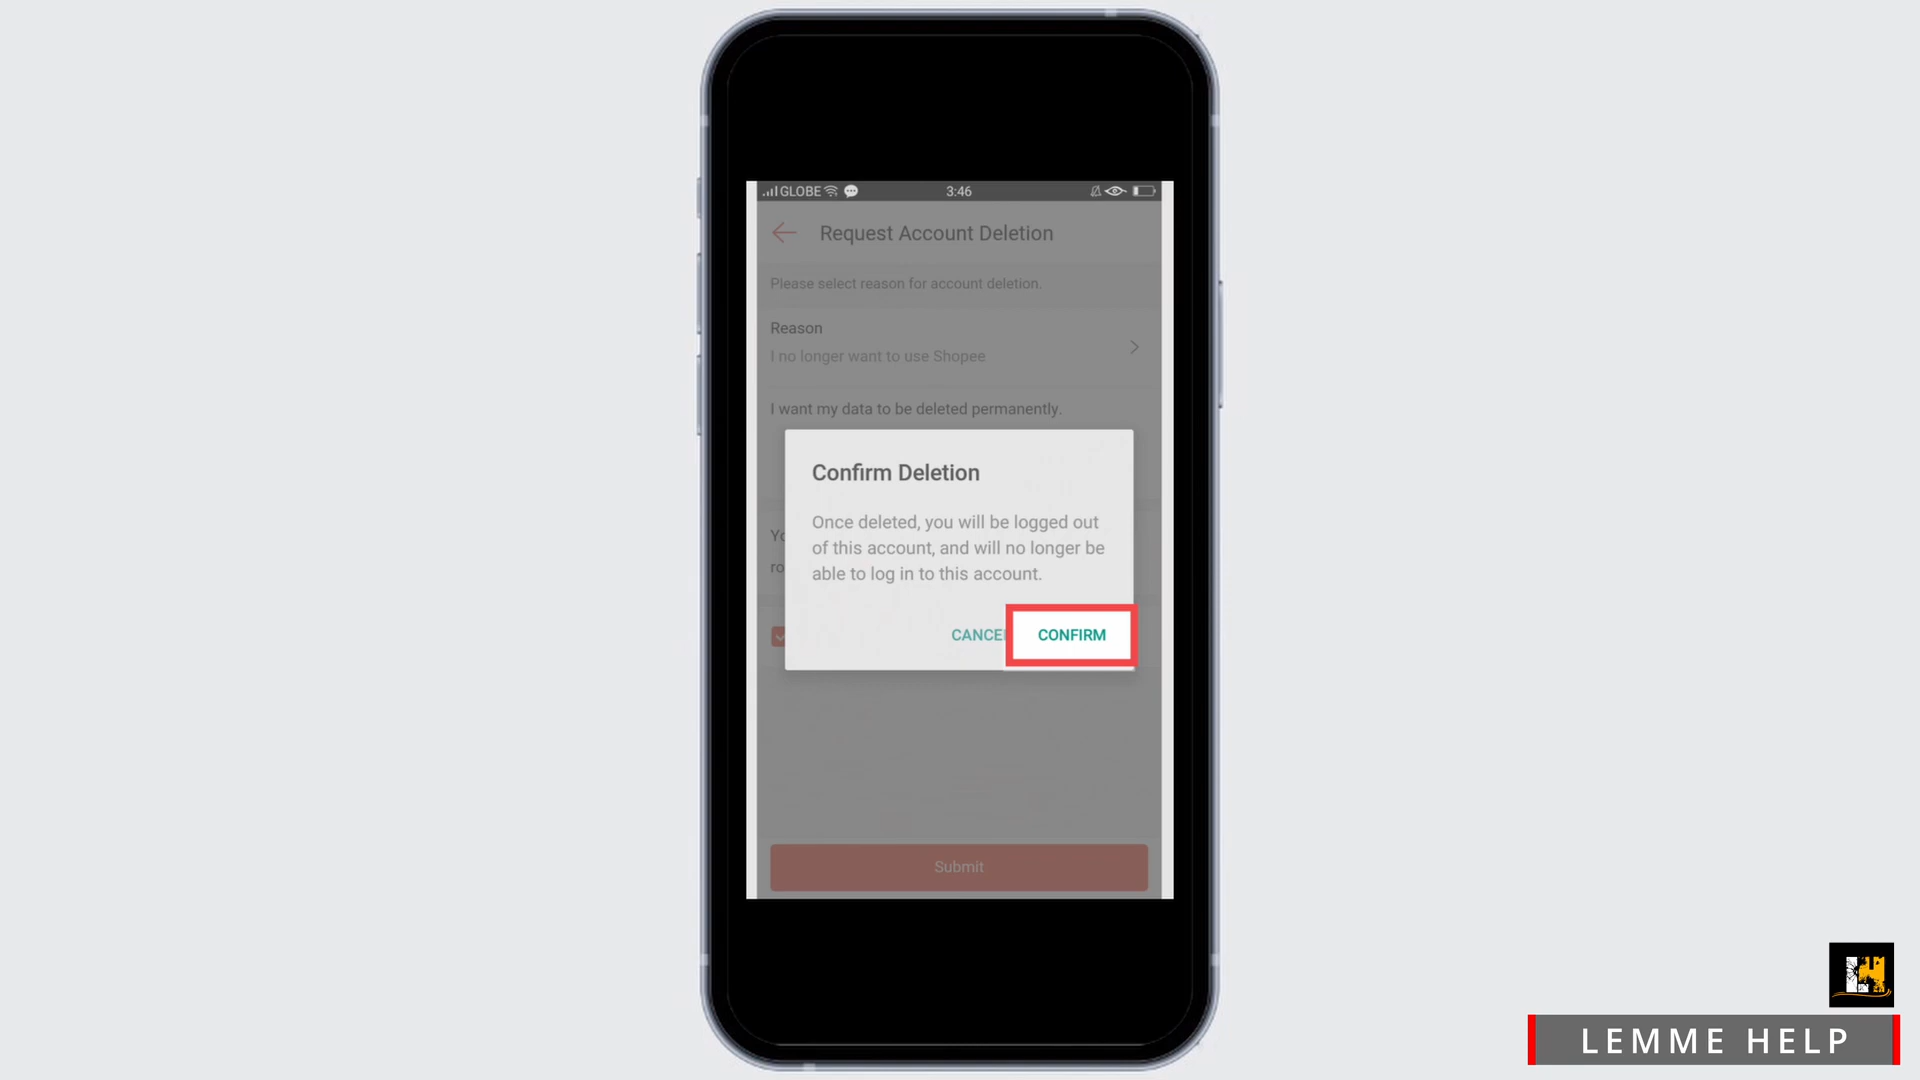 GLOBE 3:46
Request Account Deletion
Please select reason for account deletion.
Reason
I no longer want to use Shopee
I want my data to be deleted permanently.
Confirm Deletion
Once deleted, you will be logged out
of this account, and will no longer be
able to log in to this account.
CONFIRM
Submit
LEMME HELP